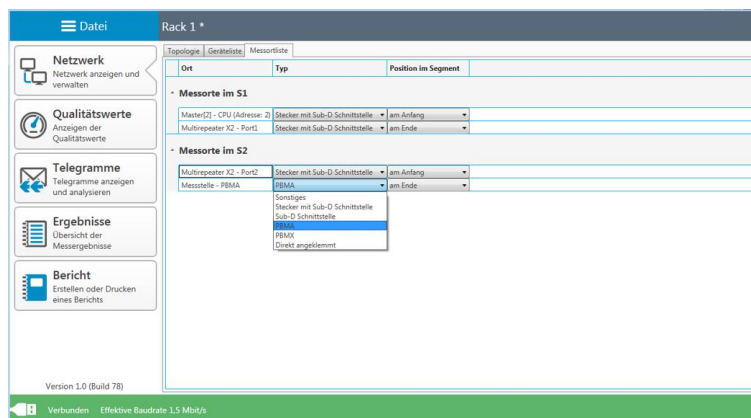 Datei
Rack 1 *
Netzwerk
Netzwerk anzeigen und
verwalten
Qualitätswerte
Anzeigen der
Qualitätswerte
Telegramme
Telegramme anzeigen
und analysieren
Ergebnisse
Übersicht der
Messergebnisse
Bericht
Erstellen oder Drucken
eines Berichts
Version 1.0 (Build 78)
Topologie Geräteliste Messortliste
Ort Typ Position im Segment
Messorte im S1
Master[2] - CPU (Adresse: 2) Stecker mit Sub-D Schnittstelle am Anfang
Multirepeater X2 - Port1 Stecker mit Sub-D Schnittstelle am Ende
Messorte im S2
Multirepeater X2 - Port2 Stecker mit Sub-D Schnittstelle am Anfang
Messstelle - PBMA PBMA am Ende
Sonstiges
Stecker mit Sub-D Schnittstelle
Sub-D Schnittstelle
PBMA
PBMX
Direkt angeklemmt
Verbunden Effektive Baudrate 1,5 Mbit/s